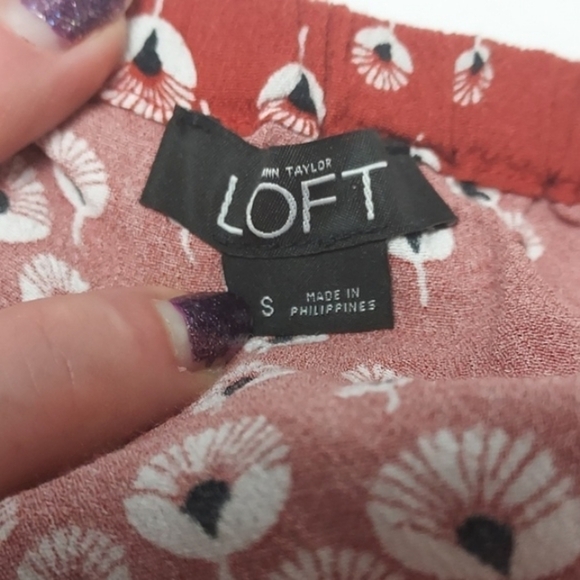 ANN TAYLOR
LOFT
S
MADE IN
PHILIPPINES